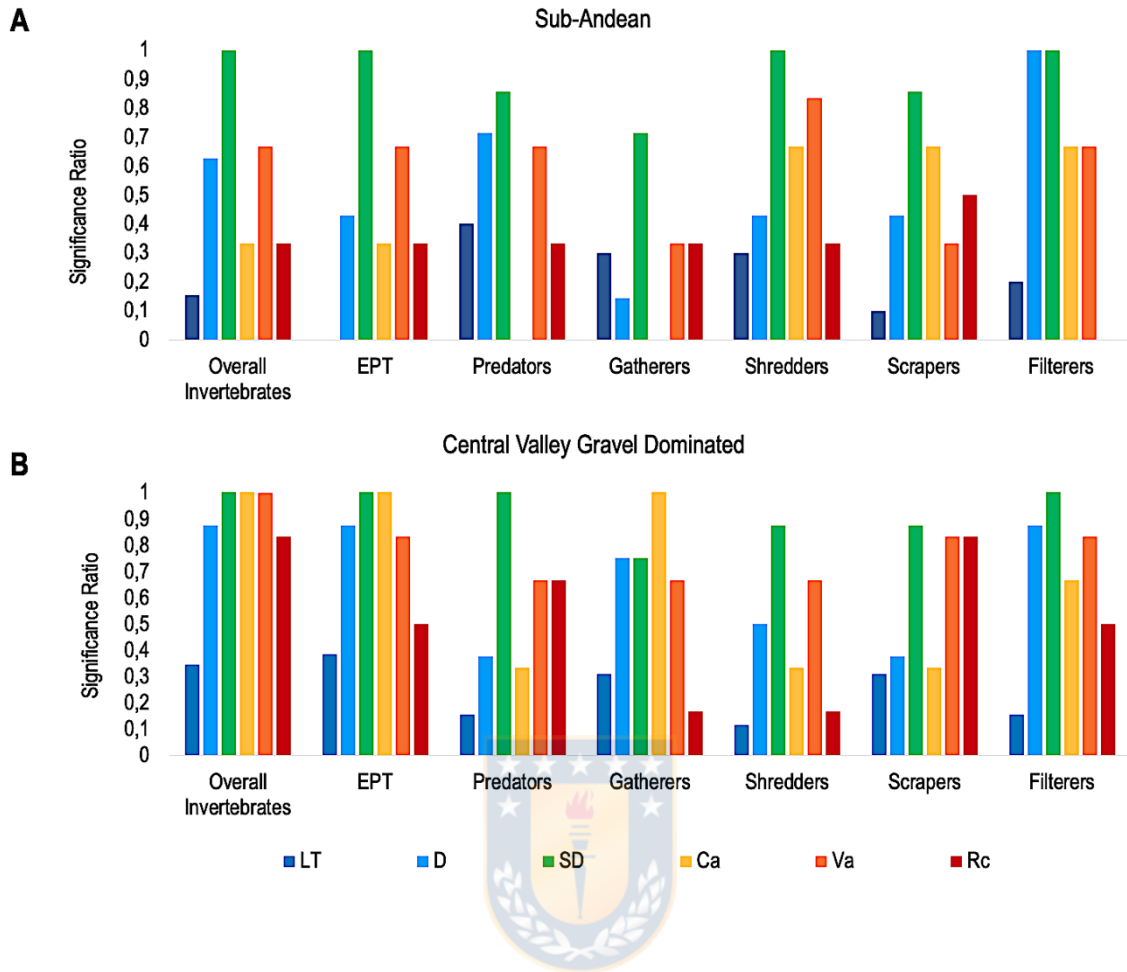 A
Sub-Andean
Significance Ratio
1
0,9
0,8
0,7
0,6
0,5
0,4
0,3
0,2
0,1
0
Overall Invertebrates
EPT
Predators
Gatherers
Shredders
Scrapers
Filterers
B
Central Valley Gravel Dominated
Significance Ratio
1
0,9
0,8
0,7
0,6
0,5
0,4
0,3
0,2
0,1
0
Overall Invertebrates
EPT
Predators
Gatherers
Shredders
Scrapers
Filterers
LT
D
SD
Ca
Va
Rc